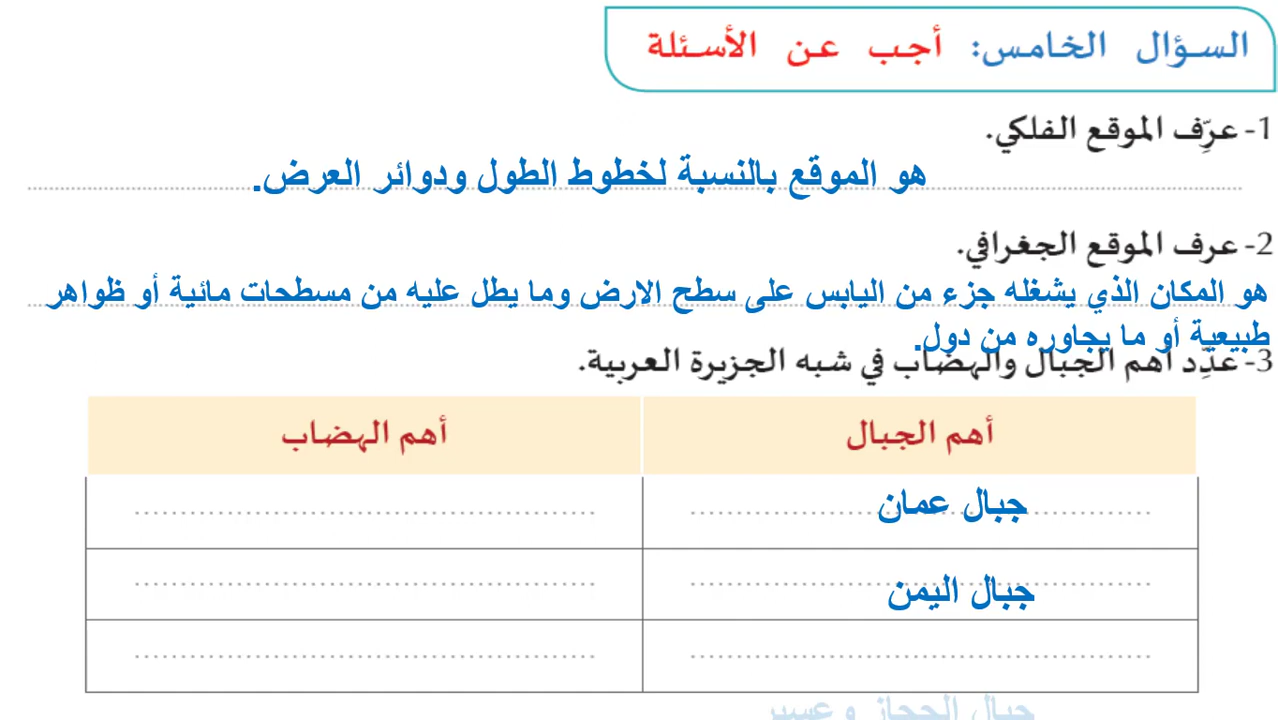 السؤال الخامس: أجب عن الأسئلة
1- عرِّف الموقع الفلكي.
هو الموقع بالنسبة لخطوط الطول ودوائر العرض.
2- عرف الموقع الجغرافي.
هو المكان الذي يشغله جزء من اليابس على سطح الارض وما يطل عليه من مسطحات مائية أو ظواهر
طبيعية أو ما يجاوره من دول.
3- عدِّد أهم الجبال والهضاب في شبه الجزيرة العربية.
أهم الجبال أهم الهضاب
جبال عمان
جبال اليمن
جبال الحجاز وعسير